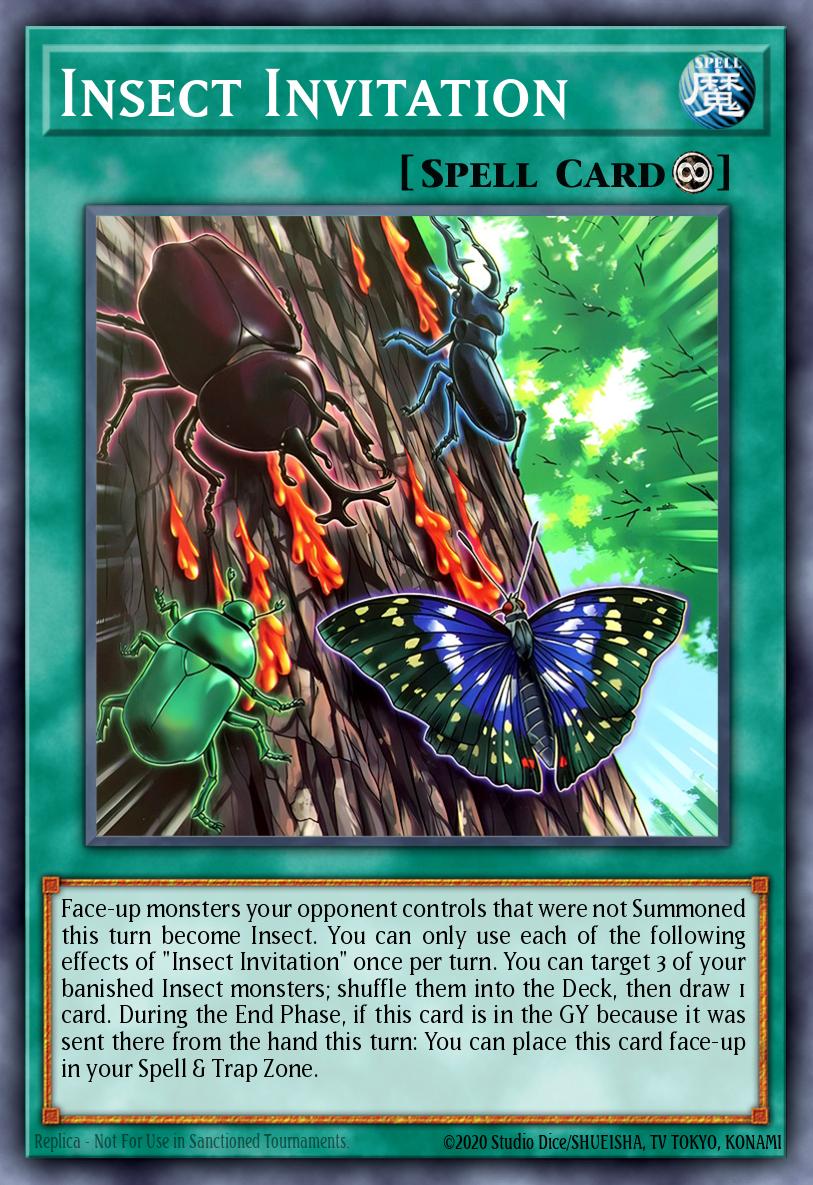 INSECT INVITATION
SPELL
魔
[SPELL CARD]
Face-up monsters your opponent controls that were not Summoned
this turn become Insect. You can only use each of the following
effects of "Insect Invitation" once per turn. You can target 3 of your
banished Insect monsters; shuffle them into the Deck, then draw 1
card. During the End Phase, if this card is in the GY because it was
sent there from the hand this turn: You can place this card face-up
in your Spell & Trap Zone.
Replica - Not For Use in Sanctioned Tournaments.
©2020 Studio Dice/SHUEISHA, TV TOKYO, KONAMI